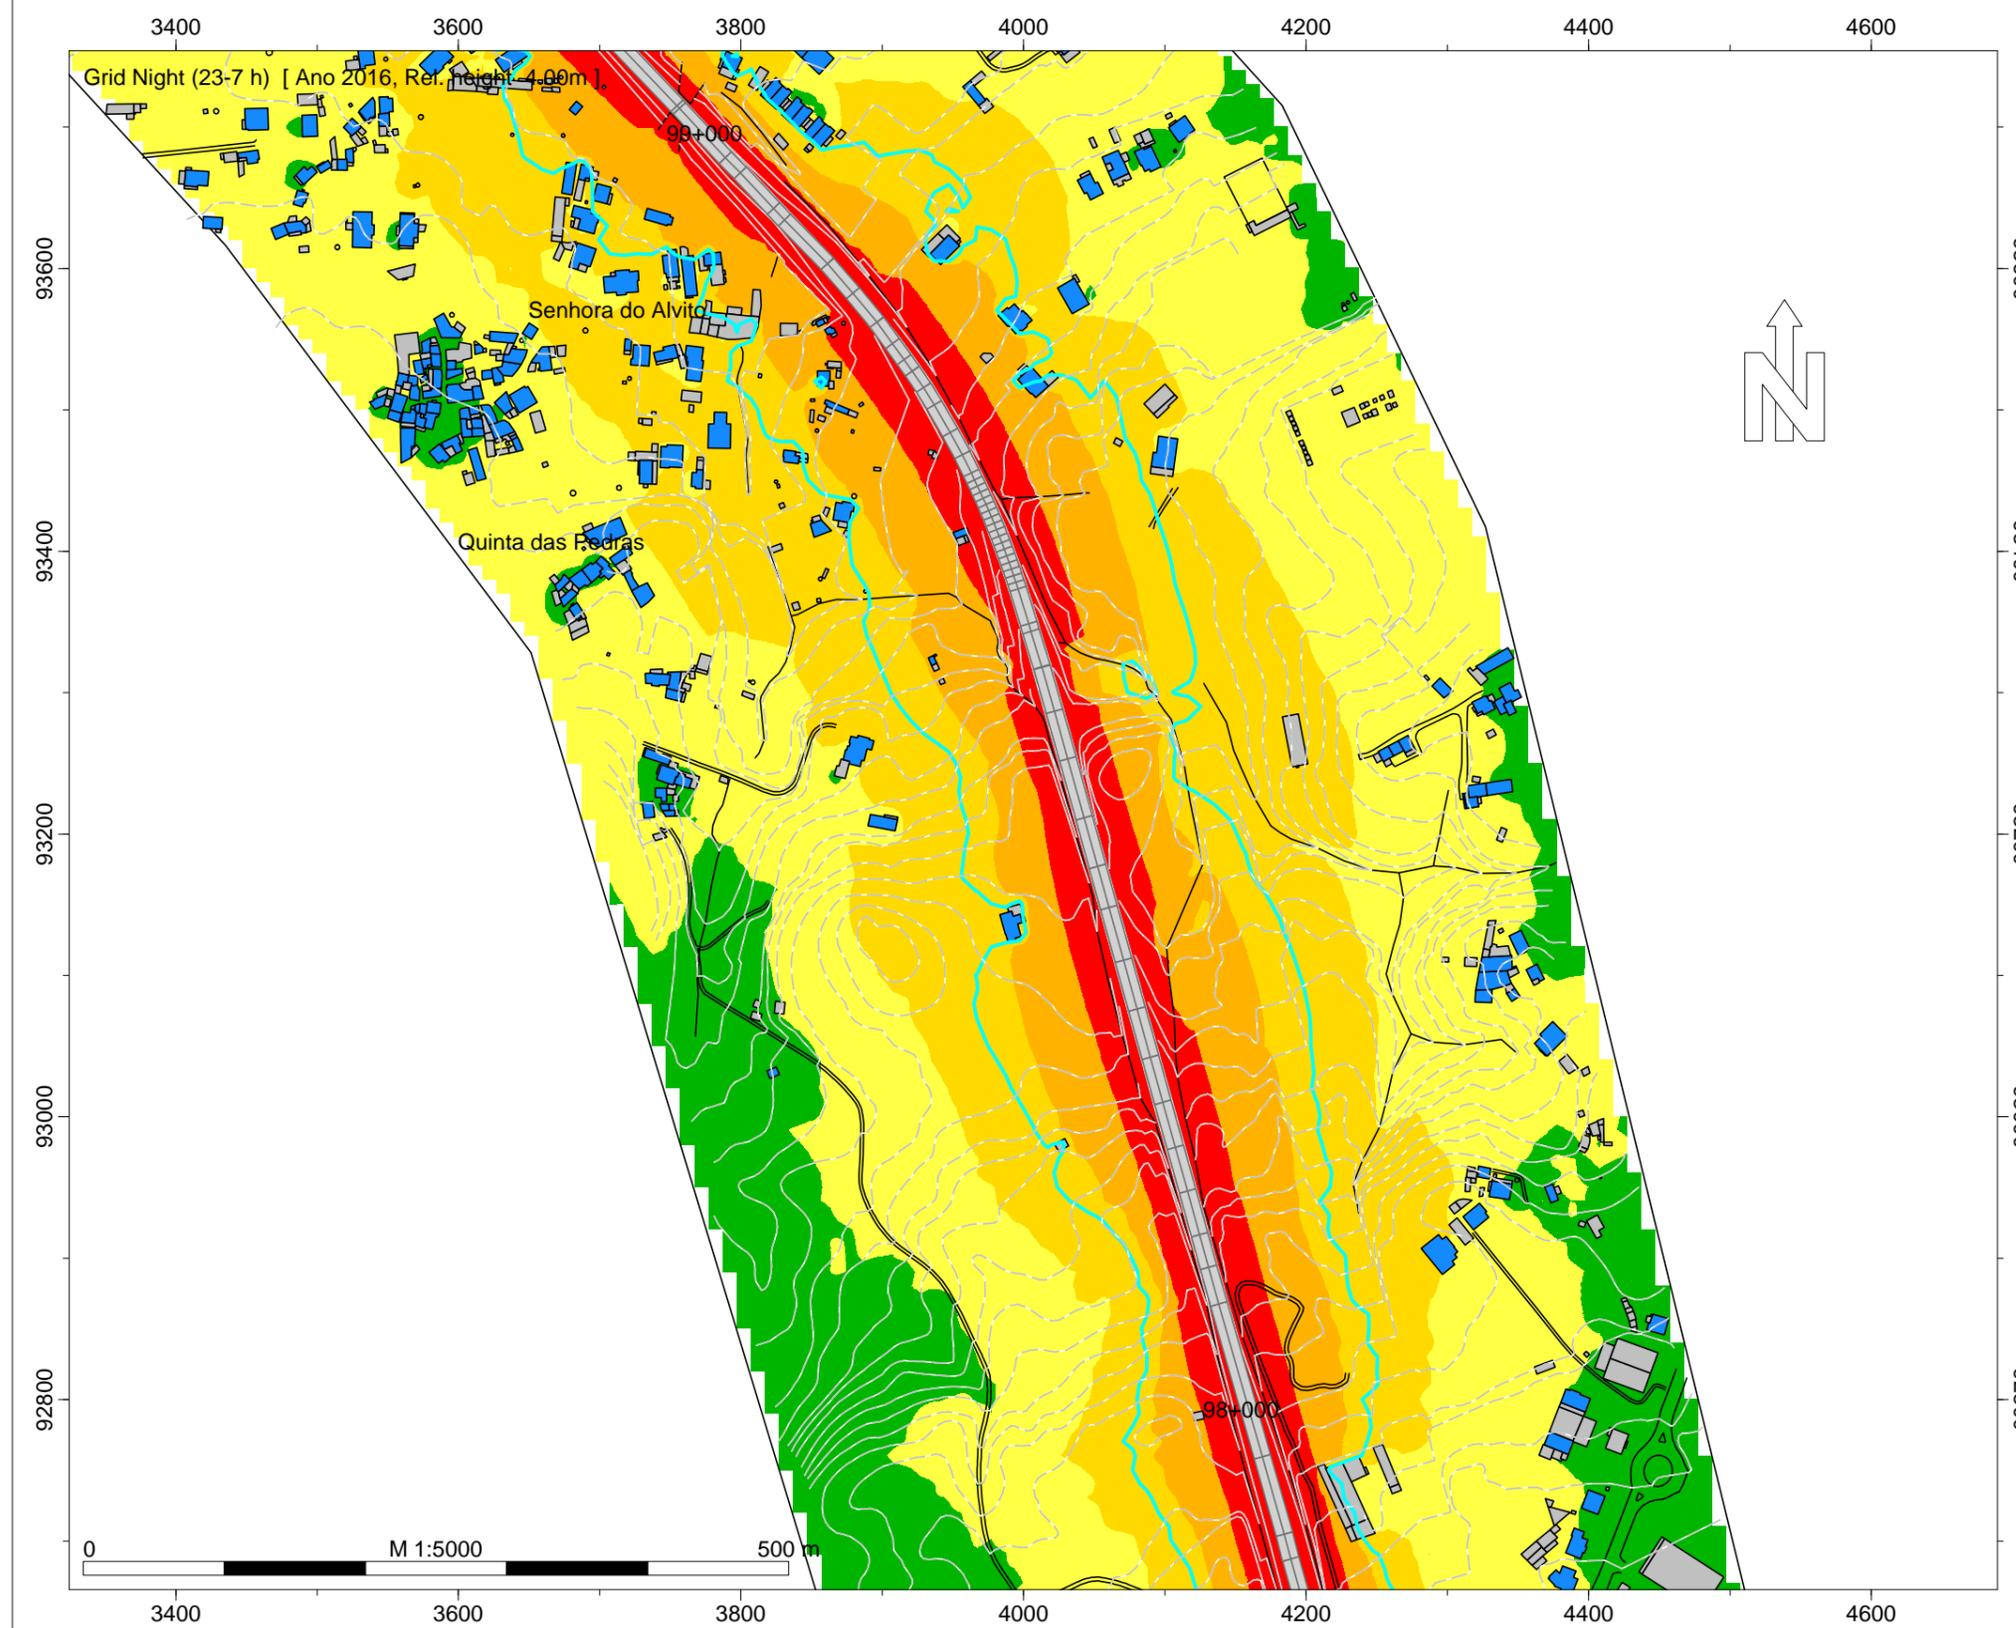 3400 3600 3800 4000 4200 4400 4600
Grid Night (23-7 h) [ Ano 2016, Rel. height 4.00m ]
99+000
93600
Senhora do Alvito
93400
Quinta das Pedras
N
93200
93000
92800
98+000
0 M 1:5000 500 m
3400 3600 3800 4000 4200 4400 4600